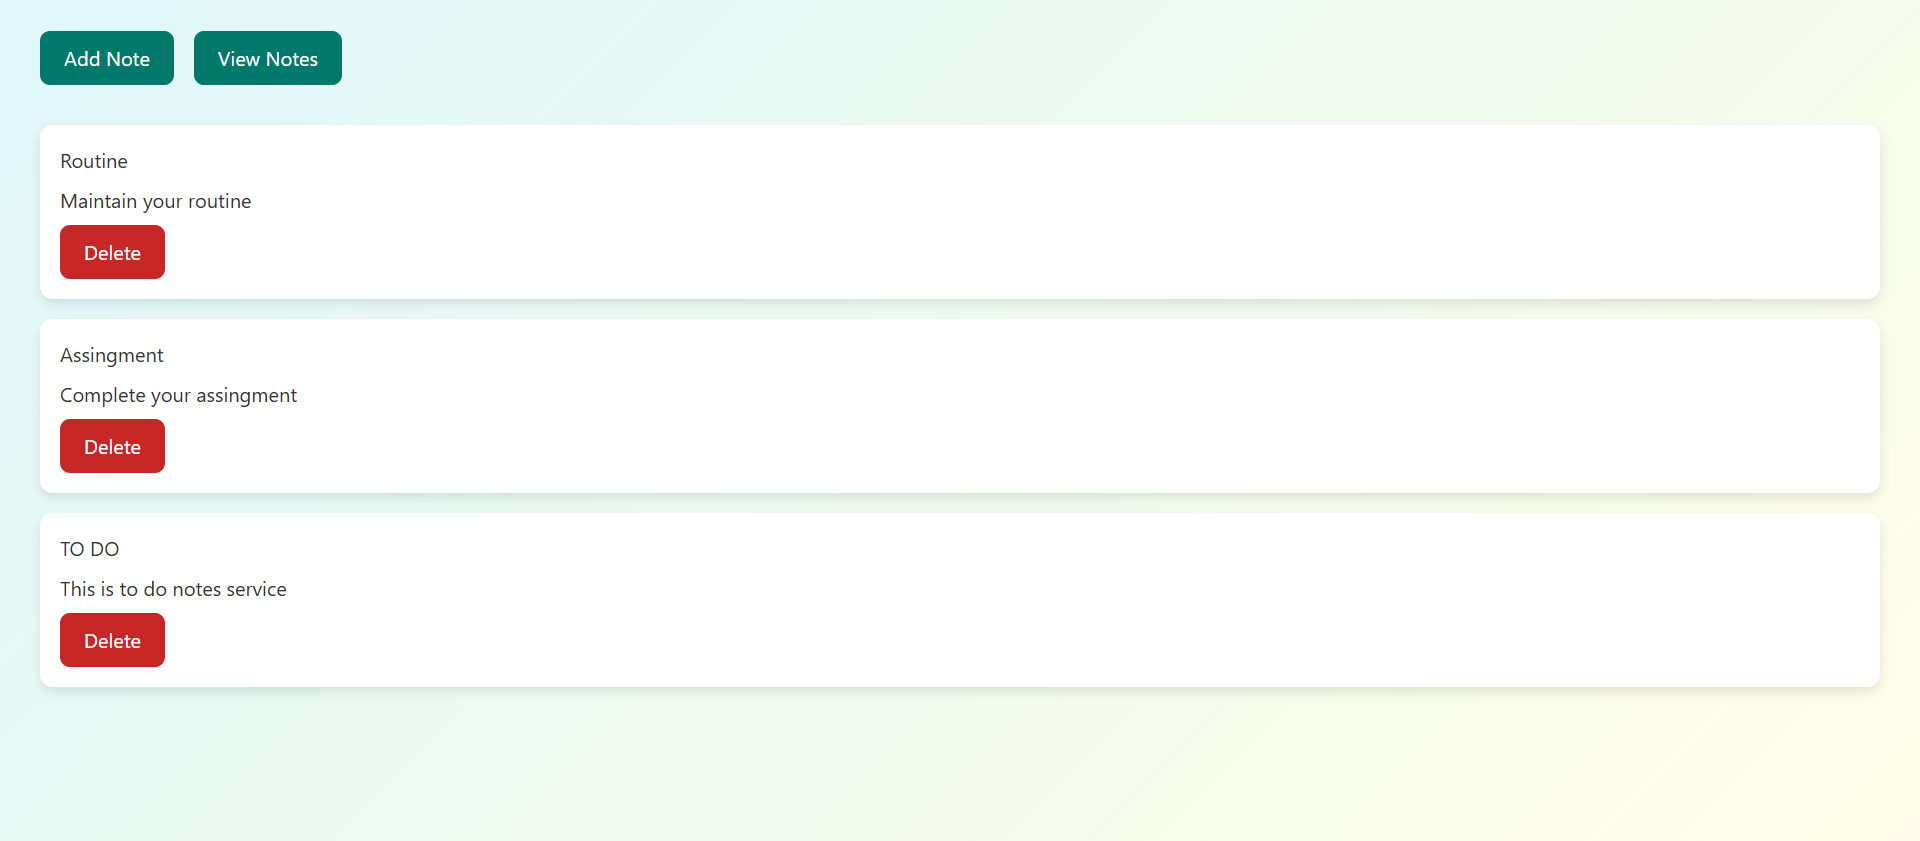 Add Note View Notes
Routine
Maintain your routine
Delete
Assingment
Complete your assingment
Delete
TO DO
This is to do notes service
Delete